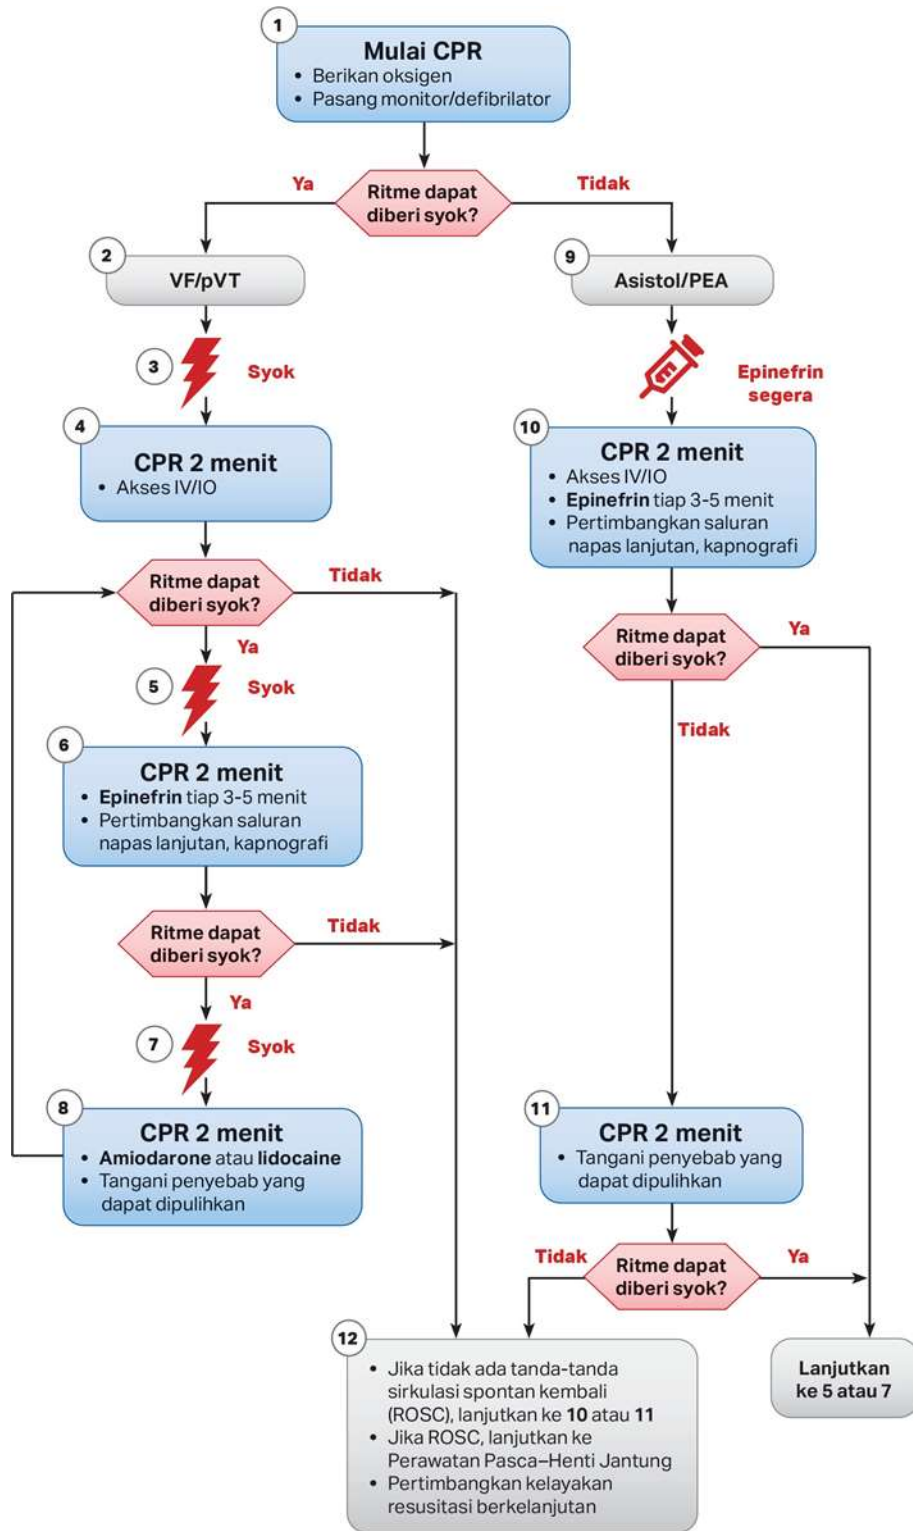 1
Mulai CPR
• Berikan oksigen
• Pasang monitor/defibrilator
Ya
Ritme dapat
diberi syok?
Tidak
2
VF/pVT
3
Syok
4
CPR 2 menit
• Akses IV/IO
Ritme dapat
diberi syok?
Tidak
Ya
5
Syok
6
CPR 2 menit
• Epinefrin tiap 3-5 menit
• Pertimbangkan saluran
napas lanjutan, kapnografi
Ritme dapat
diberi syok?
Tidak
Ya
7
Syok
8
CPR 2 menit
• Amiodarone atau lidocaine
• Tangani penyebab yang
dapat dipulihkan
9
Asistol/PEA
Epinefrin
segera
10
CPR 2 menit
• Akses IV/IO
• Epinefrin tiap 3-5 menit
• Pertimbangkan saluran
napas lanjutan, kapnografi
Ritme dapat
diberi syok?
Ya
Tidak
11
CPR 2 menit
• Tangani penyebab yang
dapat dipulihkan
Tidak
Ritme dapat
diberi syok?
Ya
12
• Jika tidak ada tanda-tanda
sirkulasi spontan kembali
(ROSC), lanjutkan ke 10 atau 11
• Jika ROSC, lanjutkan ke
Perawatan Pasca–Henti Jantung
• Pertimbangkan kelayakan
resusitasi berkelanjutan
Lanjutkan
ke 5 atau 7